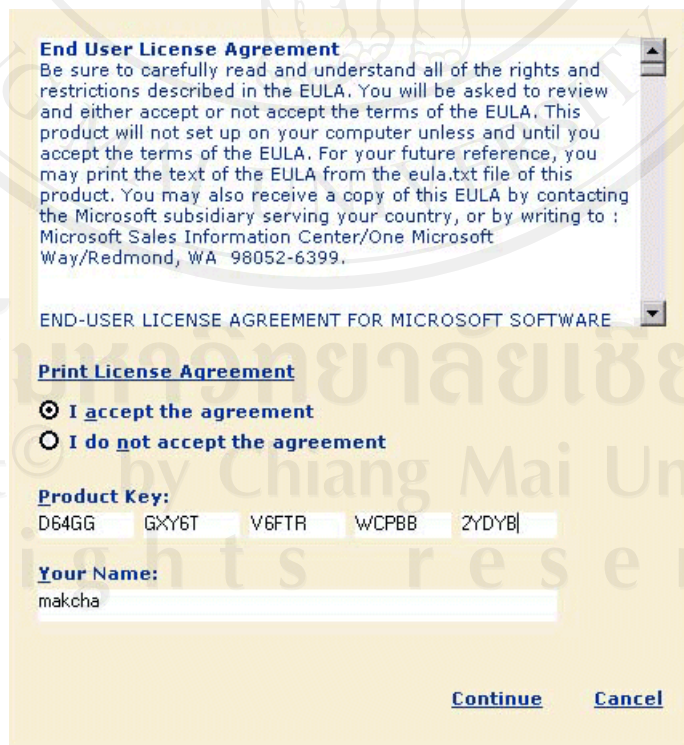 End User License Agreement
Be sure to carefully read and understand all of the rights and
restrictions described in the EULA. You will be asked to review
and either accept or not accept the terms of the EULA. This
product will not set up on your computer unless and until you
accept the terms of the EULA. For your future reference, you
may print the text of the EULA from the eula.txt file of this
product. You may also receive a copy of this EULA by contacting
the Microsoft subsidiary serving your country, or by writing to :
Microsoft Sales Information Center/One Microsoft
Way/Redmond, WA 98052-6399.
END-USER LICENSE AGREEMENT FOR MICROSOFT SOFTWARE
Print License Agreement
I accept the agreement
I do not accept the agreement
Product Key:
D64GG GXY6T V6FTR WCPBB 2YDYB
Your Name:
makcha
Continue Cancel
by Chiang Mai Un